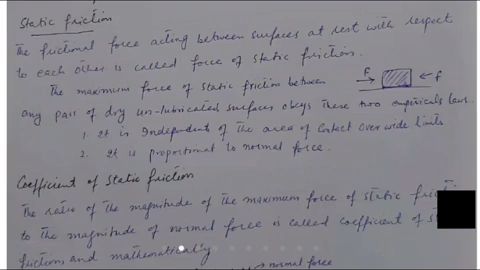 Static friction
The frictional force acting between surfaces at rest with respect
to each other is called force of static friction.
The maximum force of static friction between
F f
any pass of dry un-lubricated surfaces obeys these two empiricals laws.
1. It is Independent of the area of Contact over wide limits
2. It is proportional to normal force.
Coefficient of Static friction
The ratio of the magnitude of the maximum force of static
to the magnitude of normal force is called coefficient of
friction and mathematically
→ normal force